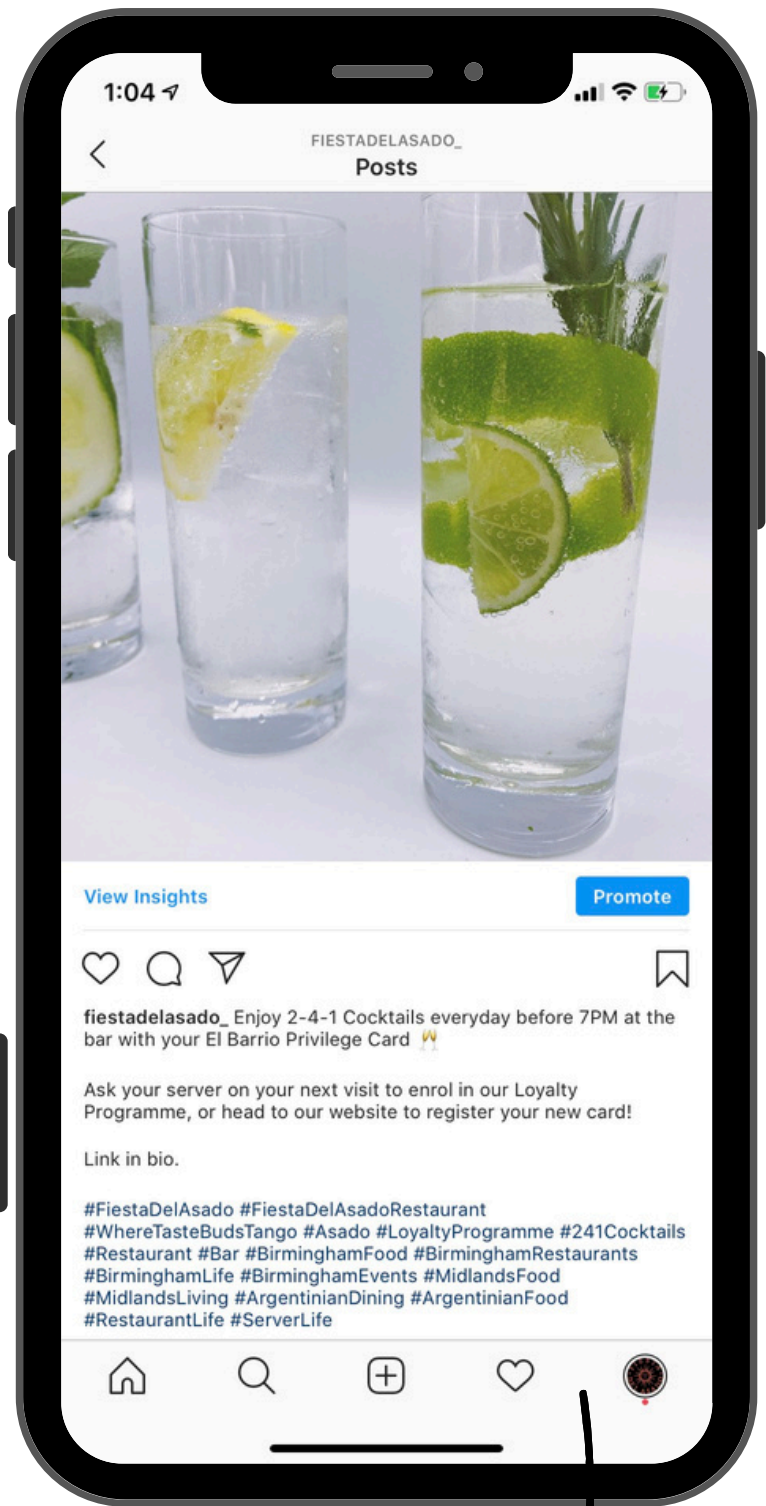 1:04
FIESTADELASADO_
Posts
View Insights
Promote
fiestadelasado_ Enjoy 2-4-1 Cocktails everyday before 7PM at the
bar with your El Barrio Privilege Card 🥂
Ask your server on your next visit to enrol in our Loyalty
Programme, or head to our website to register your new card!
Link in bio.
#FiestaDelAsado #FiestaDelAsadoRestaurant
#WhereTasteBudsTango #Asado #LoyaltyProgramme #241Cocktails
#Restaurant #Bar #BirminghamFood #BirminghamRestaurants
#BirminghamLife #BirminghamEvents #MidlandsFood
#MidlandsLiving #ArgentinianDining #ArgentinianFood
#RestaurantLife #ServerLife